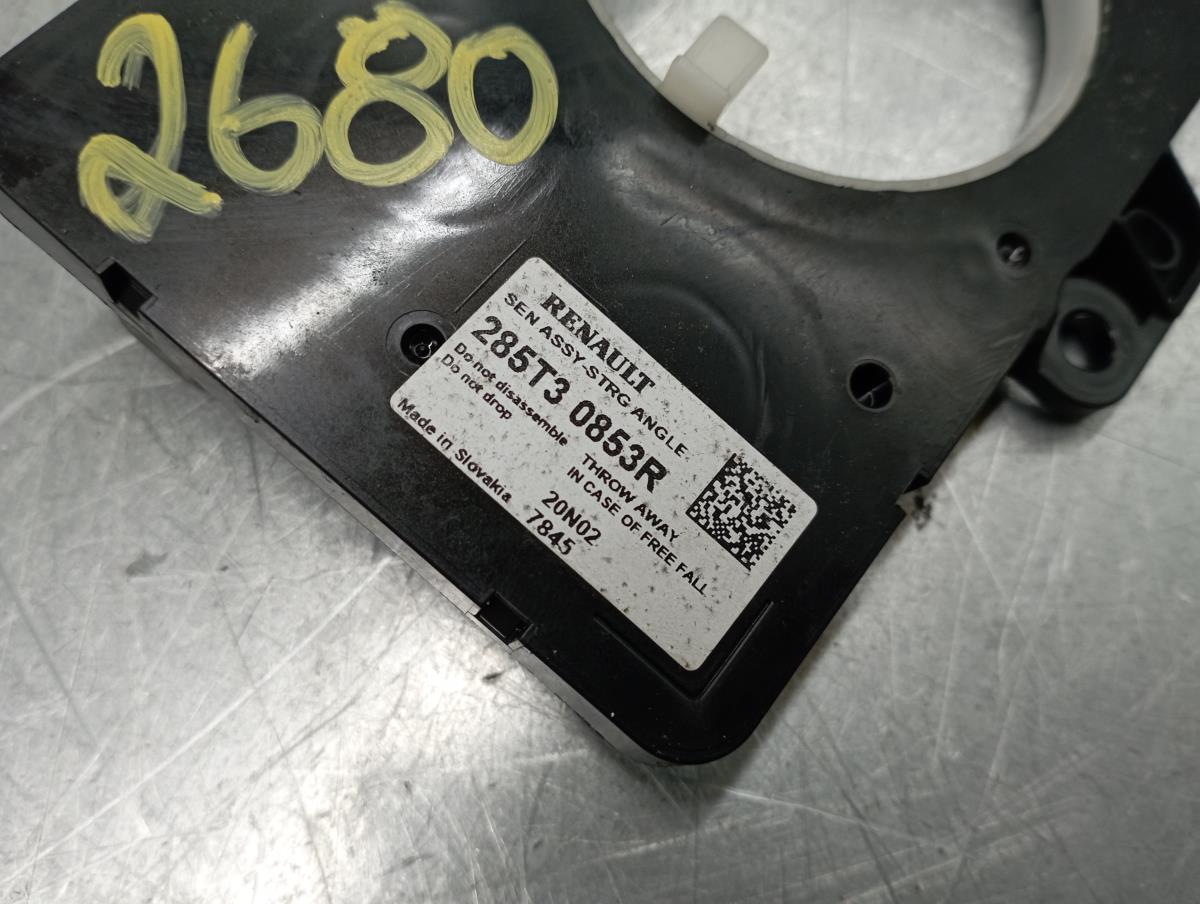 2680
RENAULT
SEN ASSY-STRG ANGLE
285T3 0853R
Do not disassemble
Do not drop
THROW AWAY
IN CASE OF FREE FALL
Made in Slovakia
20N02
7845